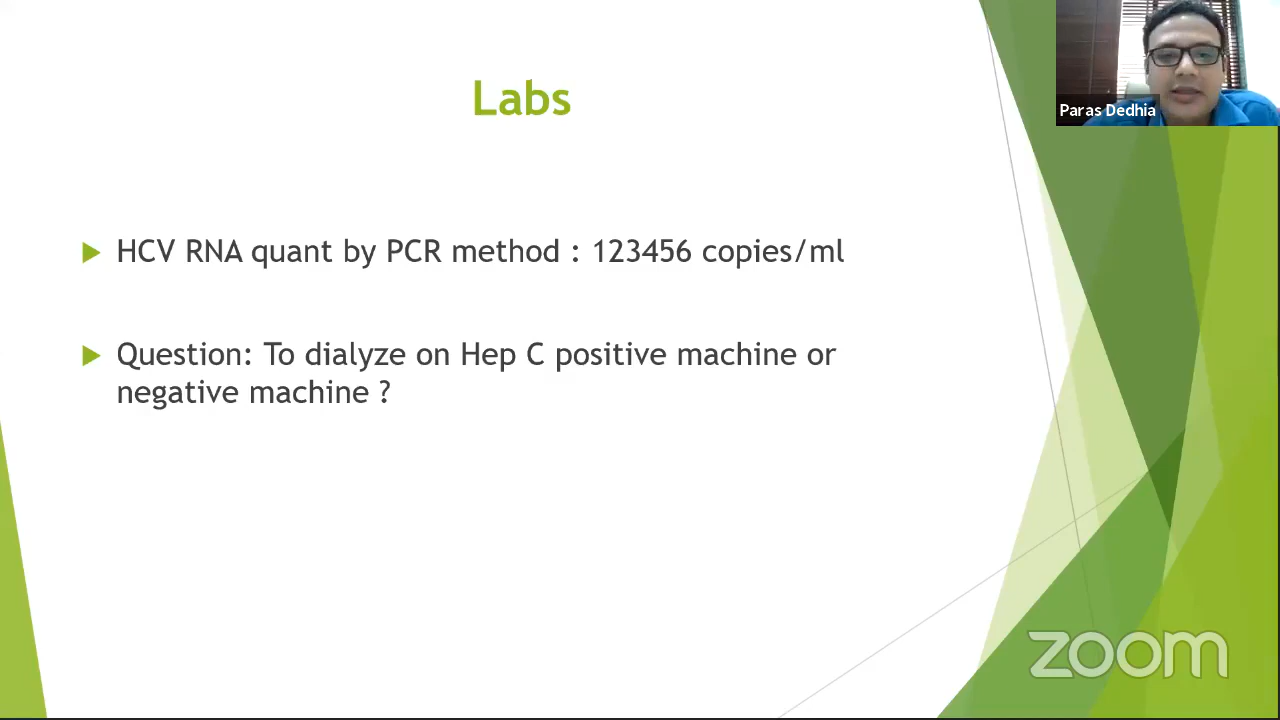 Labs
Paras Dedhia
HCV RNA quant by PCR method : 123456 copies/ml
Question: To dialyze on Hep C positive machine or
negative machine ?
zoom